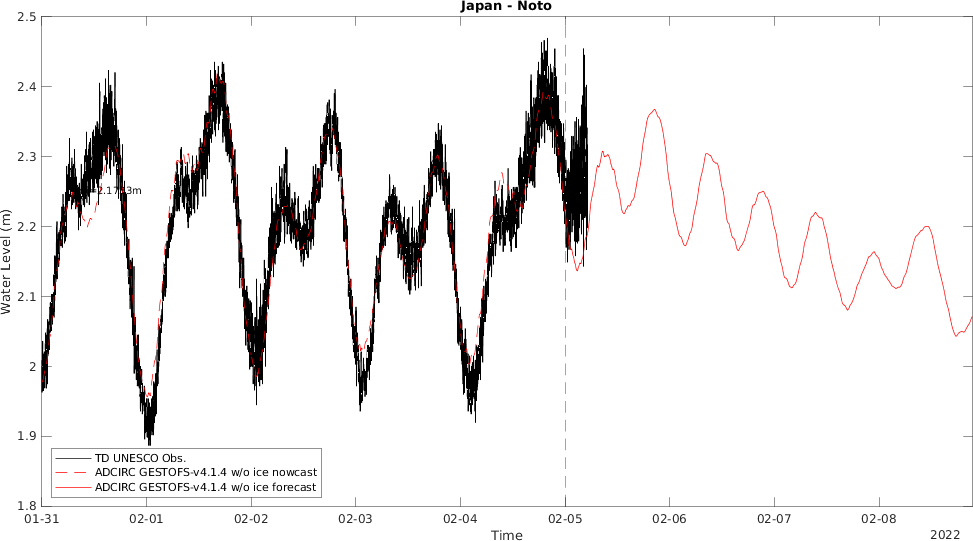 Japan - Noto
2.5
2.4
2.3
2.2
2.1
2
1.9
1.8
Water Level (m)
TD UNESCO Obs.
ADCIRC GESTOFS-v4.1.4 w/o ice nowcast
ADCIRC GESTOFS-v4.1.4 w/o ice forecast
01-31 02-01 02-02 02-03 02-04 02-05 02-06 02-07 02-08
Time
2022